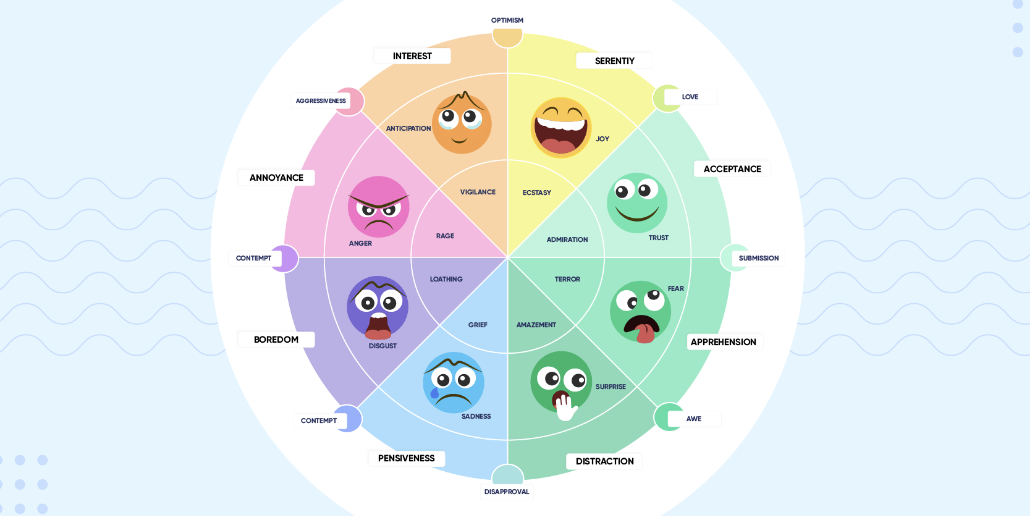 OPTIMISM
INTEREST
SERENTIY
AGGRESSIVENESS
LOVE
ANTICIPATION
JOY
ANNOYANCE
ACCEPTANCE
VIGILANCE
ECSTASY
ANGER
RAGE
ADMIRATION
TRUST
CONTEMPT
SUBMISSION
LOATHING
TERROR
FEAR
BOREDOM
DISGUST
GRIEF
AMAZEMENT
APPREHENSION
SURPRISE
CONTEMPT
SADNESS
AWE
PENSIVENESS
DISTRACTION
DISAPPROVAL